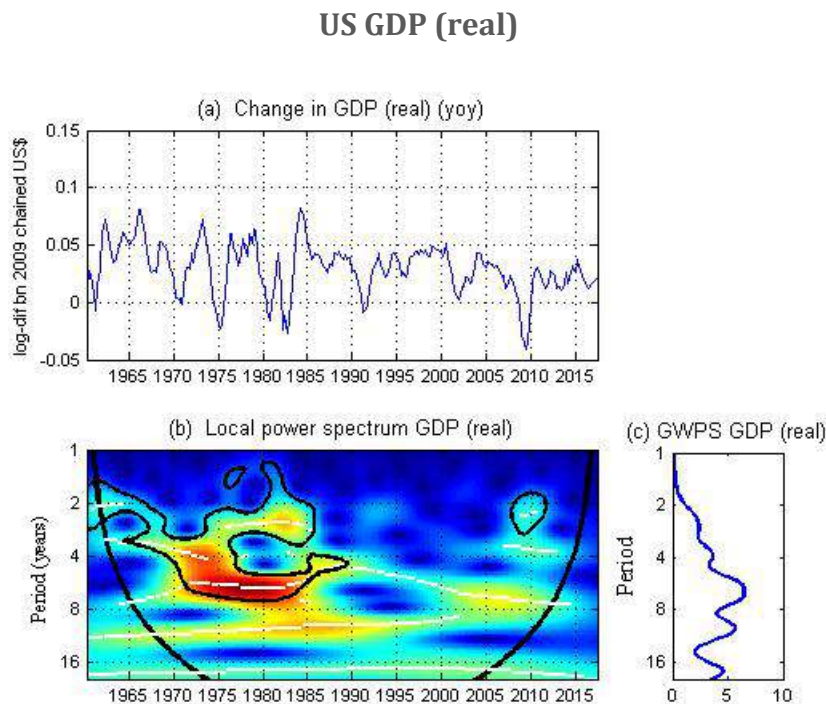 US GDP (real)
(a) Change in GDP (real) (yoy)
log-dif bn 2009 chained US$
0.15
0.1
0.05
0
-0.05
1965 1970 1975 1980 1985 1990 1995 2000 2005 2010 2015
(b) Local power spectrum GDP (real)
Period (years)
1
2
4
8
16
1965 1970 1975 1980 1985 1990 1995 2000 2005 2010 2015
(c) GWPS GDP (real)
Period
1
2
4
8
16
0 5 10